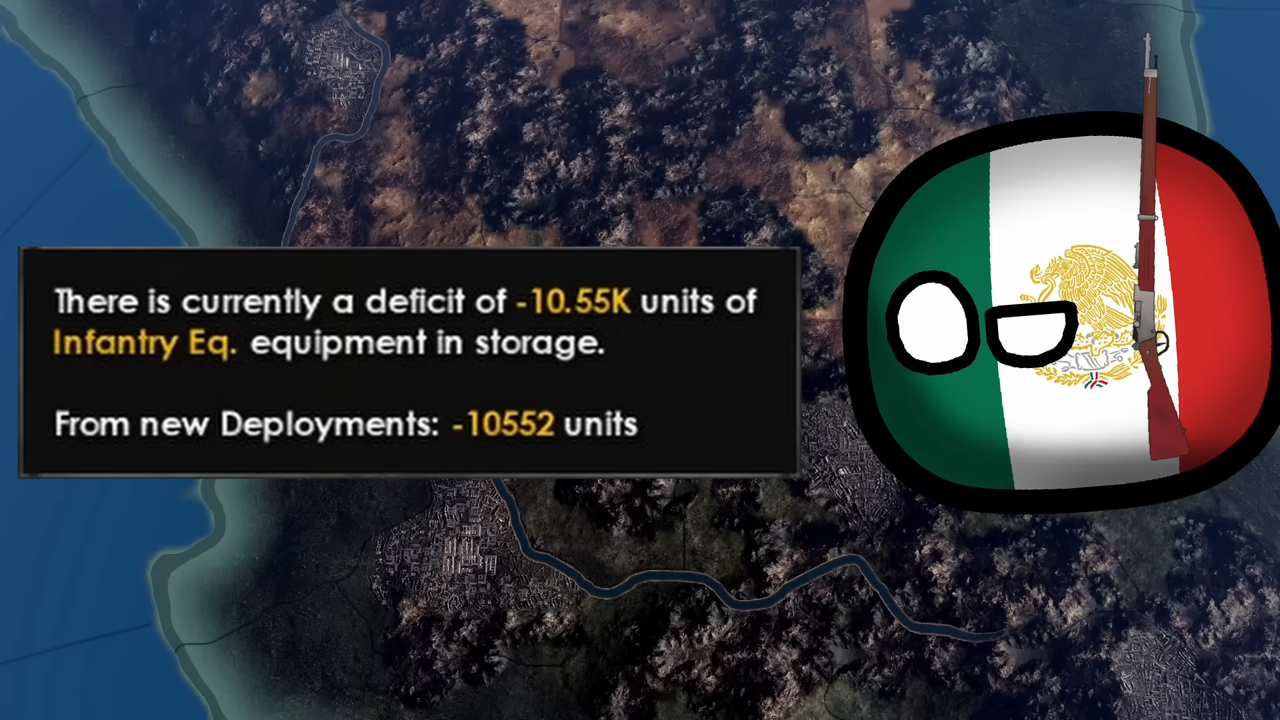 There is currently a deficit of -10.55K units of
Infantry Eq. equipment in storage.
From new Deployments: -10552 units